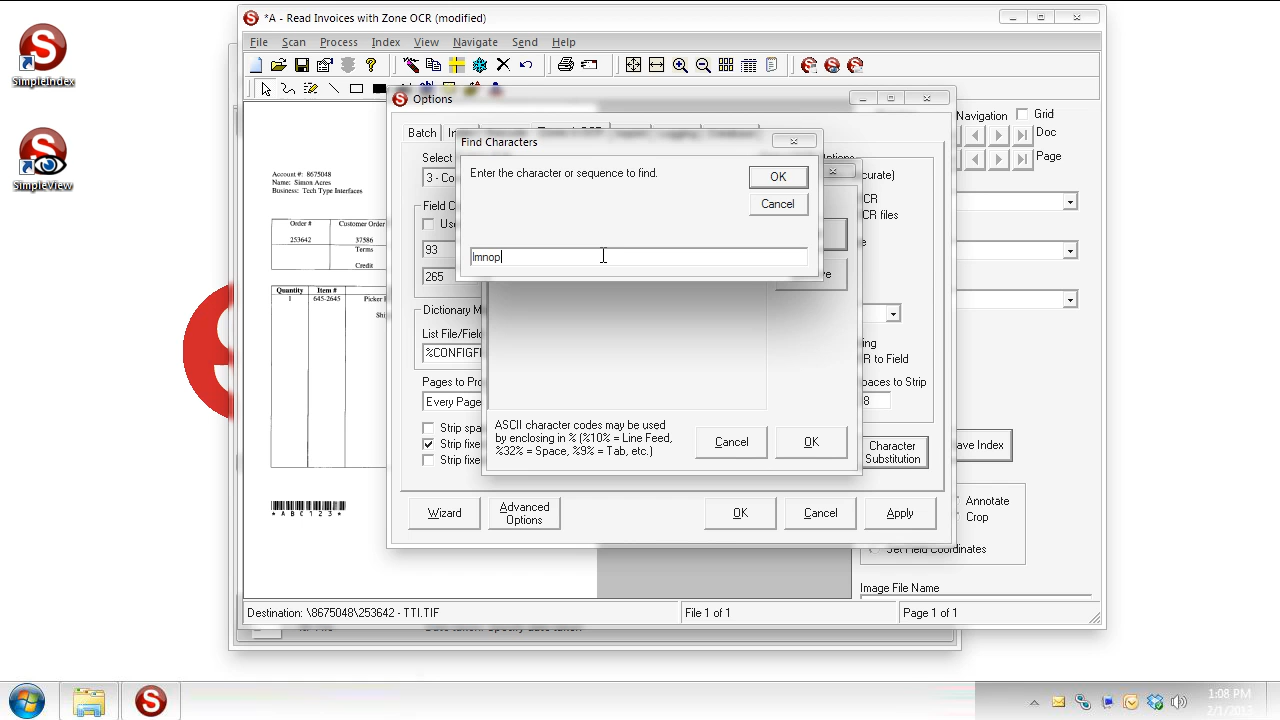 *A - Read Invoices with Zone OCR (modified)
File Scan Process Index View Navigate Send Help
SimpleIndex
SimpleView
Options
Batch
Find Characters
Enter the character or sequence to find.
OK
Cancel
lmnop
Navigation Grid
Doc
Page
Account #: 8675048
Name: Simon Acres
Business: Tech Type Interfaces
Order # Customer Order
253642 37586
Terms
Credit
Quantity Item #
1 645-2645 Picker
*ABC123*
Select
3 - Co
Field C
Use
93
265
Dictionary M
List File/Field
%CONFIGFI
Pages to Pro
Every Page
Strip spa
Strip fixe
Strip fixe
curate)
CR
CR files
ing
R to Field
paces to Strip
8
Character
Substitution
ASCII character codes may be used
by enclosing in % (%10% = Line Feed,
%32% = Space, %9% = Tab, etc.)
Cancel OK
Wizard
Advanced
Options
OK Cancel Apply
ave Index
Annotate
Crop
Set Field Coordinates
Image File Name
Destination: \8675048\253642 - TTI.TIF
File 1 of 1
Page 1 of 1
1:08 PM
2/1/2013